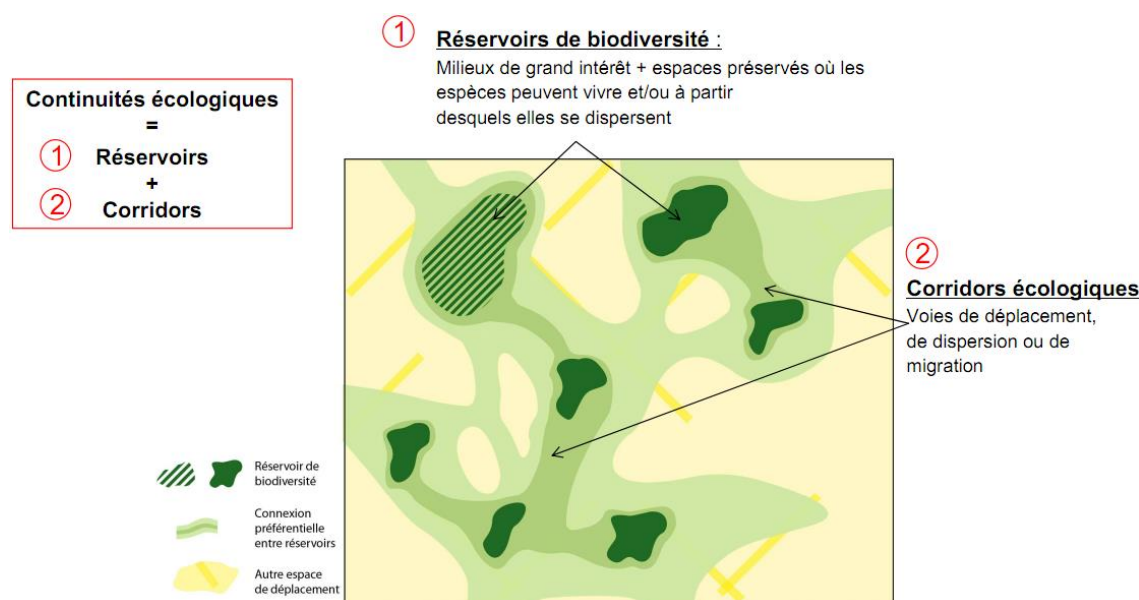 ① Réservoirs de biodiversité :
Milieux de grand intérêt + espaces préservés où les
espèces peuvent vivre et/ou à partir
desquels elles se dispersent
Continuités écologiques
=
① Réservoirs
+
② Corridors
②
Corridors écologiques
Voies de déplacement,
de dispersion ou de
migration
Réservoir de
biodiversité
Connexion
préférentielle
entre réservoirs
Autre espace
de déplacement